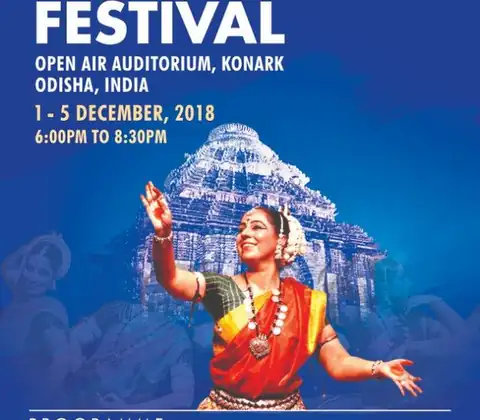 FESTIVAL
OPEN AIR AUDITORIUM, KONARK
ODISHA, INDIA
1 - 5 DECEMBER, 2018
6:00PM TO 8:30PM